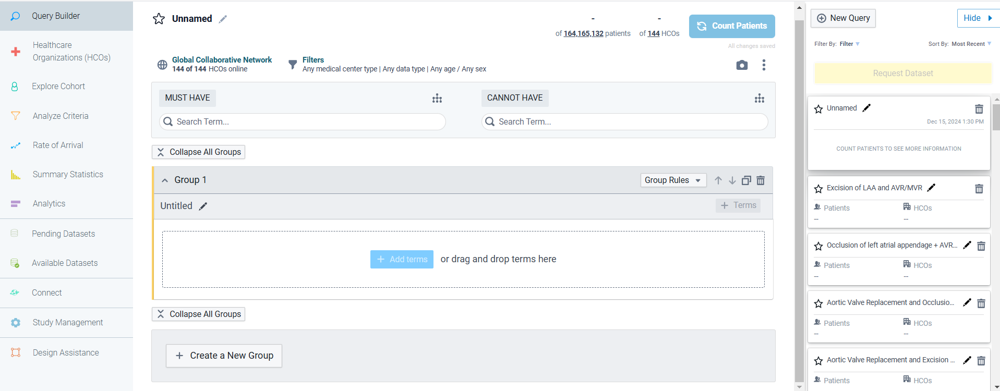 Query Builder
Healthcare
Organizations (HCOs)
Explore Cohort
Analyze Criteria
Rate of Arrival
Summary Statistics
Analytics
Pending Datasets
Available Datasets
Connect
Study Management
Design Assistance
Unnamed
- -
of 164,165,132 patients of 144 HCOs
Count Patients
All changes saved
Global Collaborative Network
144 of 144 HCOs online
Filters
Any medical center type | Any data type | Any age / Any sex
MUST HAVE
Search Term...
CANNOT HAVE
Search Term...
Collapse All Groups
Group 1
Group Rules
Untitled
+ Terms
+ Add terms or drag and drop terms here
Collapse All Groups
+ Create a New Group
New Query
Hide
Filter By: Filter
Sort By: Most Recent
Request Dataset
Unnamed
Dec 15, 2024 1:30 PM
COUNT PATIENTS TO SEE MORE INFORMATION
Excision of LAA and AVR/MVR
Patients HCOs
-- --
Occlusion of left atrial appendage + AVR...
Patients HCOs
-- --
Aortic Valve Replacement and Occlusio...
Patients HCOs
-- --
Aortic Valve Replacement and Excision ...
Patients HCOs